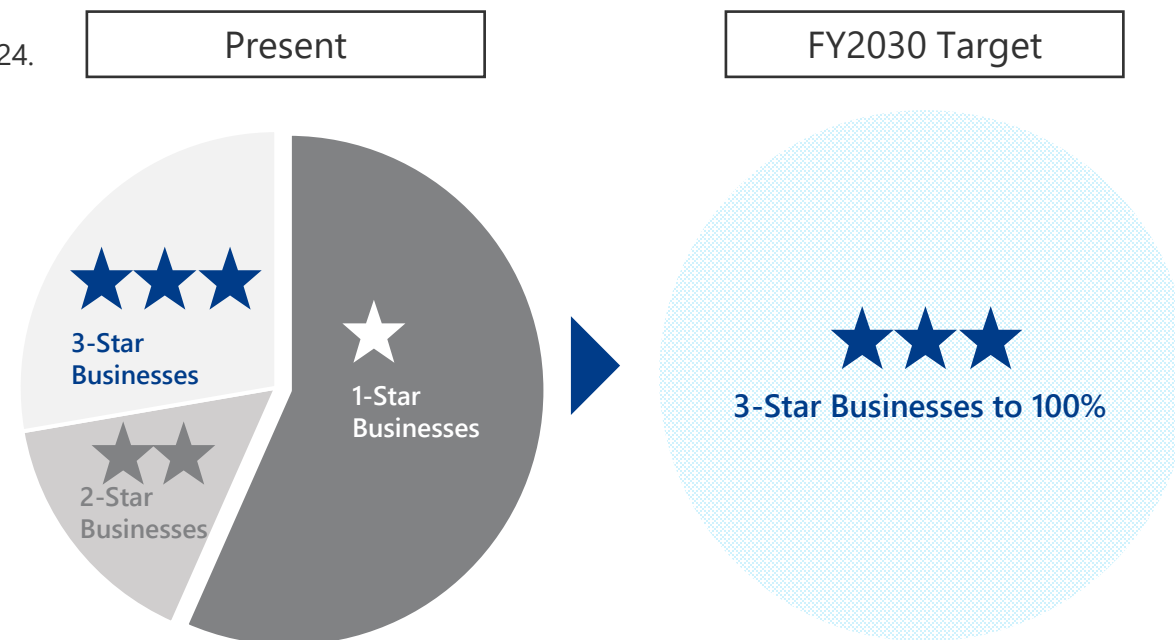 24.
Present
FY2030 Target
3-Star
Businesses
1-Star
Businesses
2-Star
Businesses
3-Star Businesses to 100%